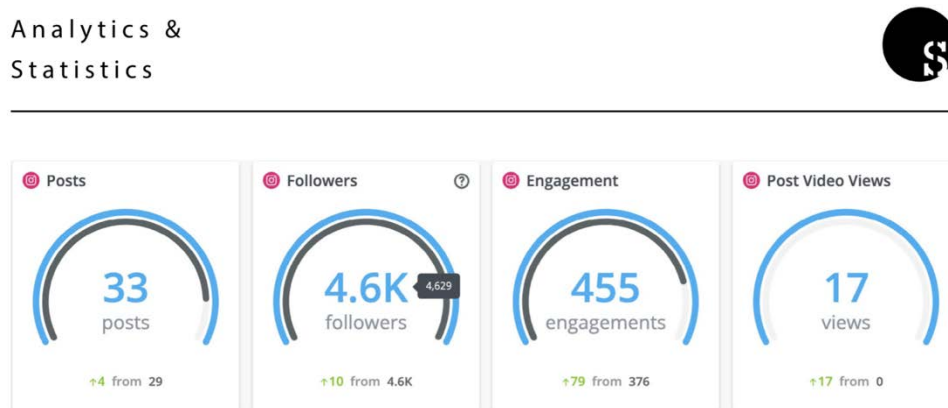 Analytics &
Statistics
S
Posts
Followers
Engagement
Post Video Views
33
posts
4.6K
4,629
followers
455
engagements
17
views
↑4 from 29
↑10 from 4.6K
↑79 from 376
↑17 from 0